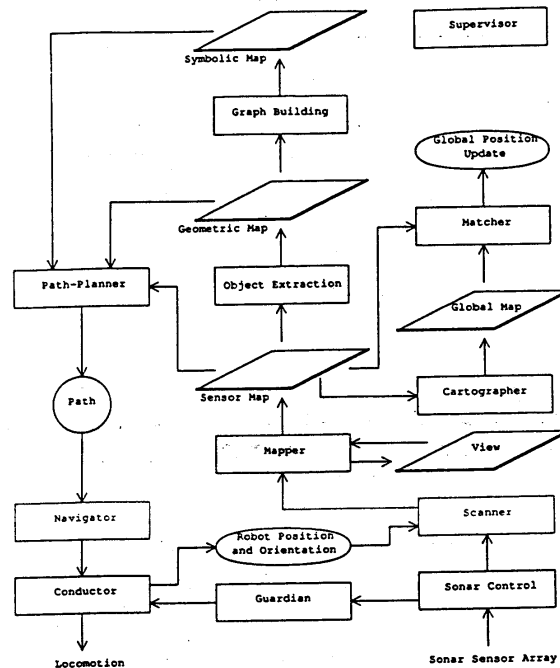 Supervisor
Symbolic Map
Graph Building
Global Position
Update
Geometric Map
Matcher
Path-Planner
Object Extraction
Global Map
Sensor Map
Cartographer
Path
Mapper
View
Navigator
Scanner
Robot Position
and Orientation
Conductor
Guardian
Sonar Control
Locomotion
Sonar Sensor Array